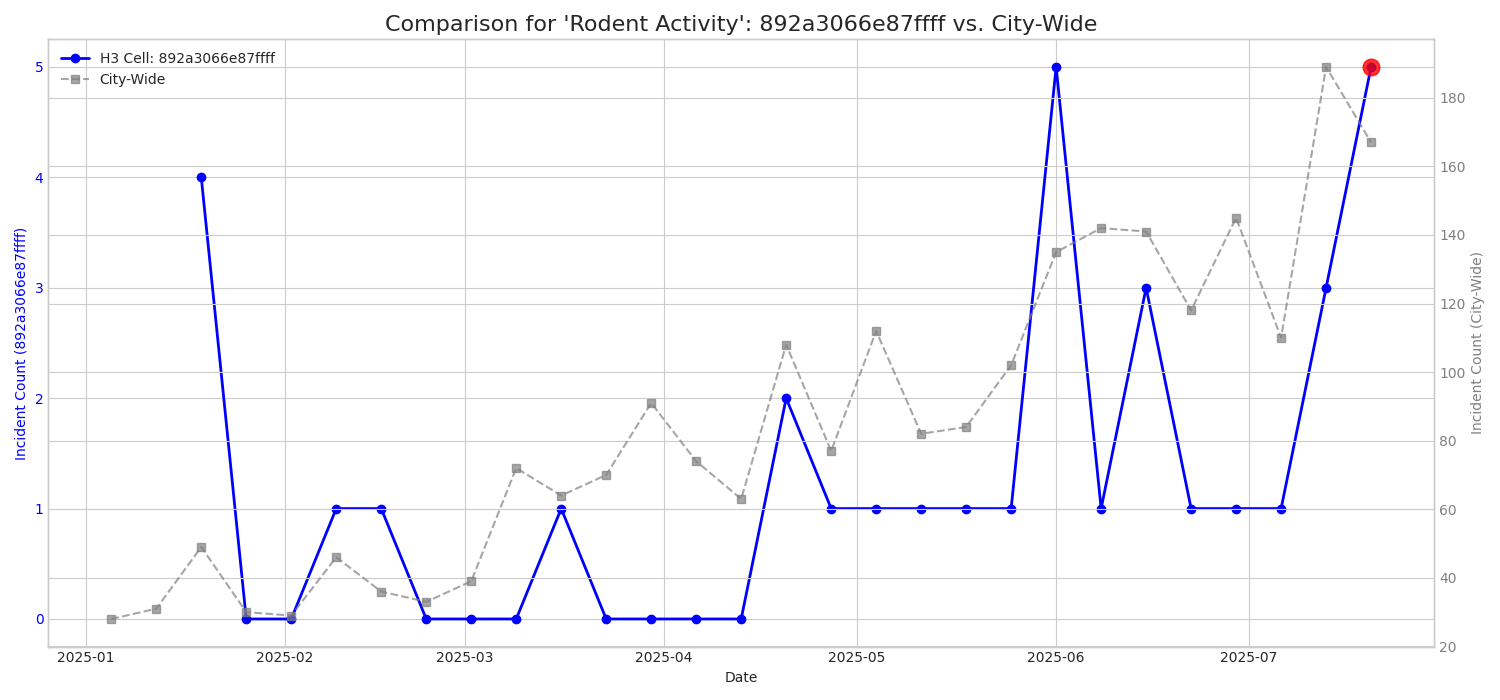 Comparison for 'Rodent Activity': 892a3066e87ffff vs. City-Wide
H3 Cell: 892a3066e87ffff
City-Wide
Incident Count (892a3066e87ffff)
5
4
3
2
1
0
180
160
140
120
100
80
60
40
20
Incident Count (City-Wide)
2025-01 2025-02 2025-03 2025-04 2025-05 2025-06 2025-07
Date